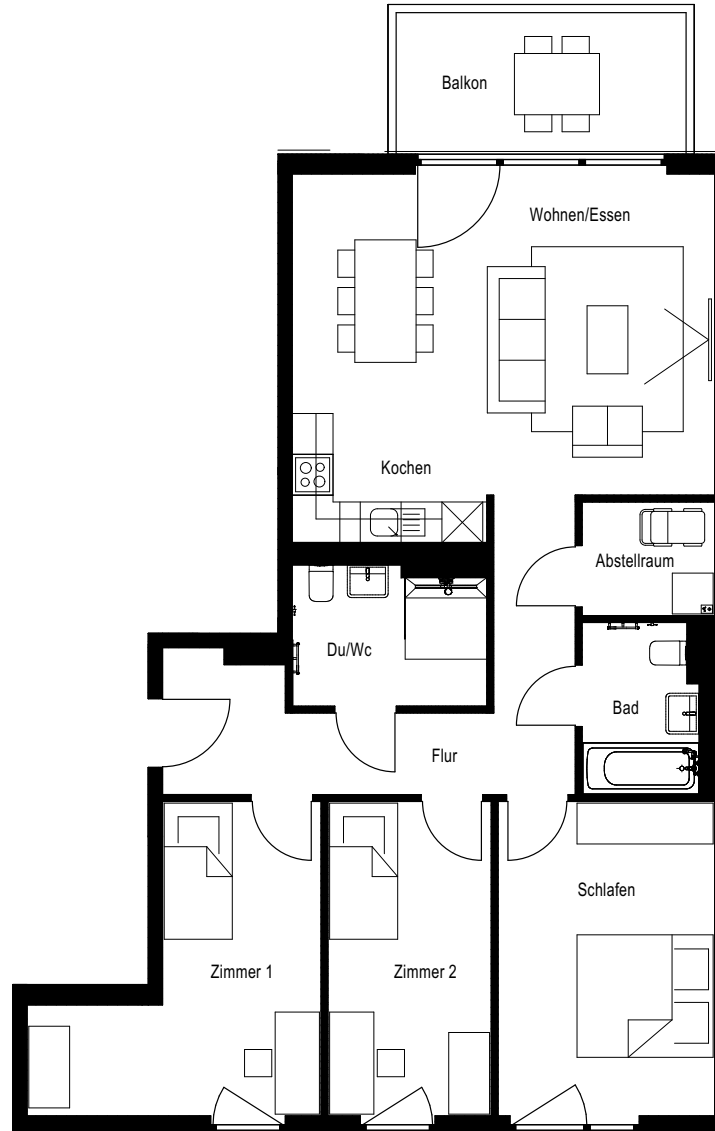 Balkon
Wohnen/Essen
Kochen
Abstellraum
Du/Wc
Bad
Flur
Schlafen
Zimmer 1
Zimmer 2